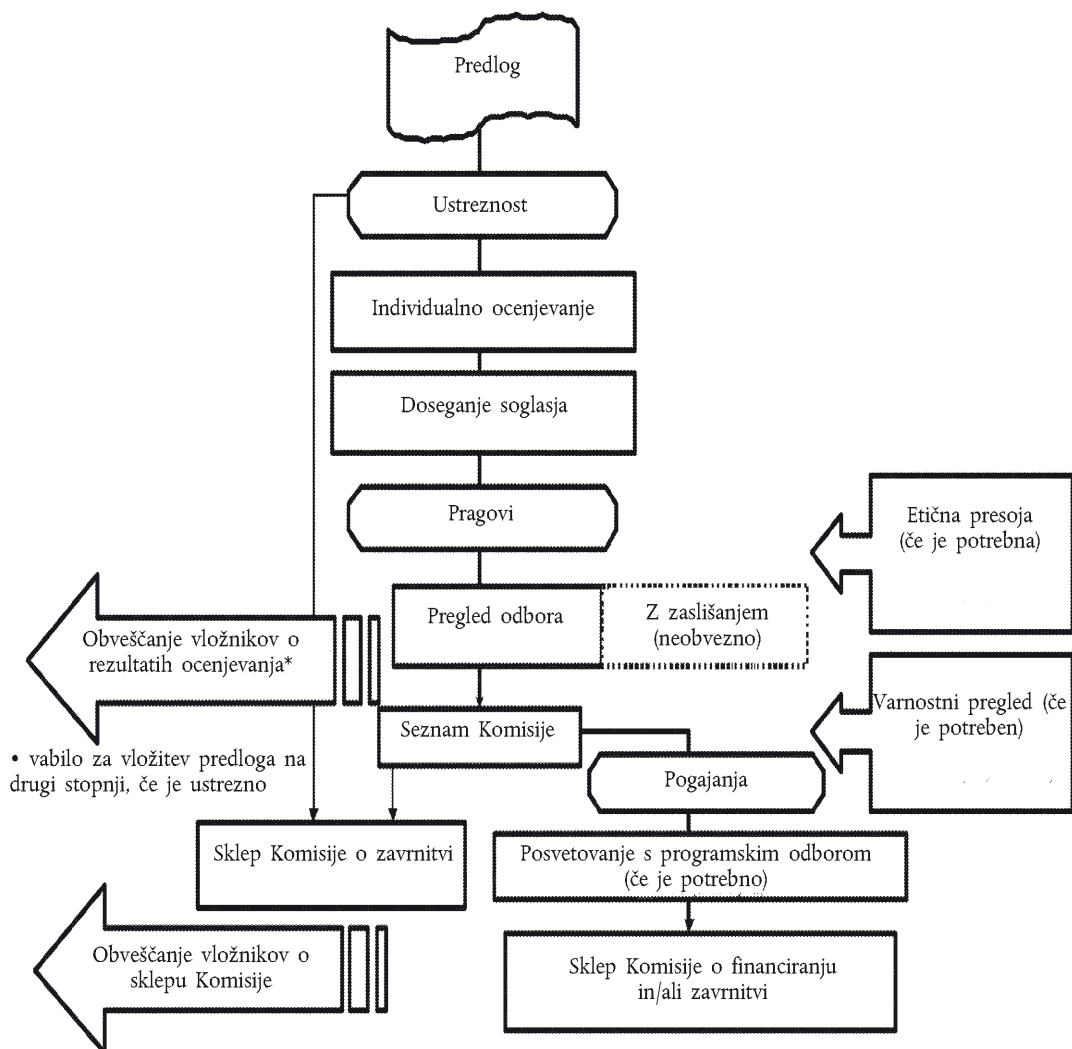 Predlog
Ustreznost
Individualno ocenjevanje
Doseganje soglasja
Pragovi
Etična presoja
(če je potrebna)
Pregled odbora
Z zaslišanjem
(neobvezno)
Obveščanje vložnikov o
rezultatih ocenjevanja*
Varnostni pregled (če
je potreben)
Seznam Komisije
• vabilo za vložitev predloga na
drugi stopnji, če je ustrezno
Pogajanja
Sklep Komisije o zavrnitvi
Posvetovanje s programskim odborom
(če je potrebno)
Obveščanje vložnikov o
sklepu Komisije
Sklep Komisije o financiranju
in/ali zavrnitvi